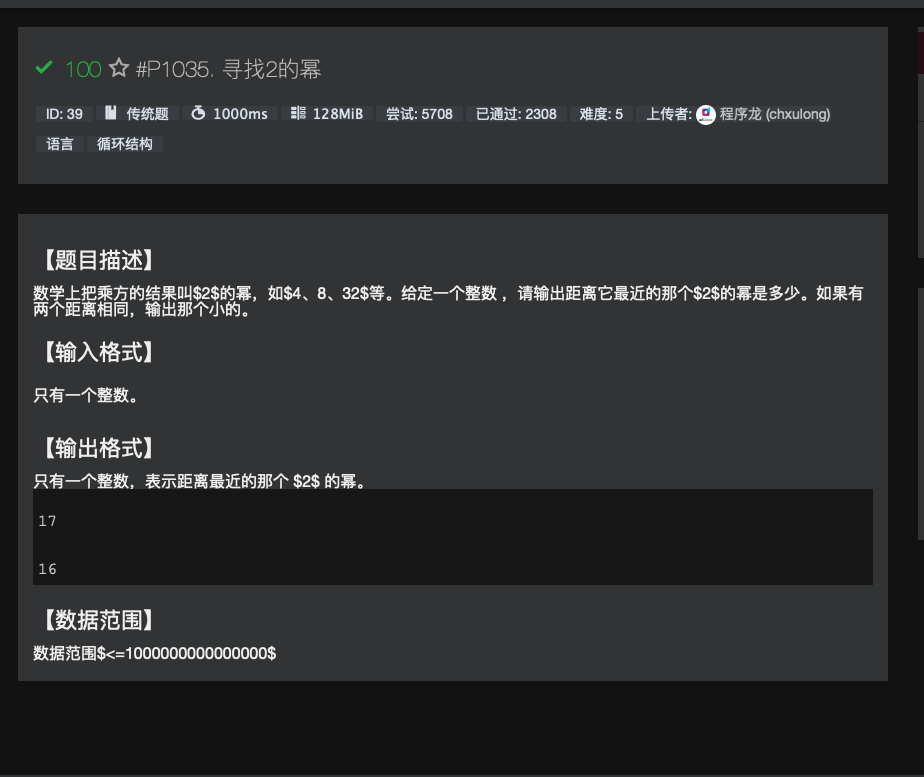 100 #P1035. 寻找2的幂
ID: 39 传统题 1000ms 128MiB 尝试: 5708 已通过: 2308 难度: 5 上传者: 程序龙 (chxulong)
语言 循环结构
【题目描述】
数学上把乘方的结果叫$2$的幂，如$4、8、32$等。给定一个整数 ，请输出距离它最近的那个$2$的幂是多少。如果有
两个距离相同，输出那个小的。
【输入格式】
只有一个整数。
【输出格式】
只有一个整数，表示距离最近的那个 $2$ 的幂。
17
16
【数据范围】
数据范围$<=1000000000000000$